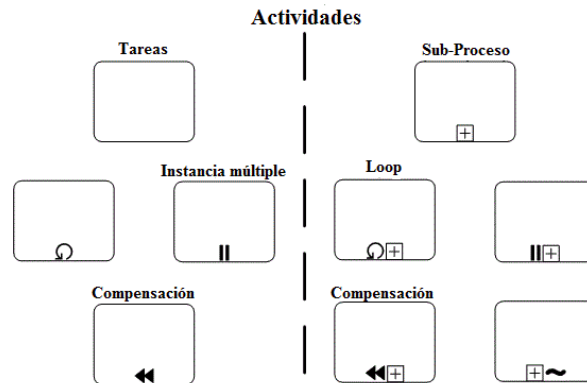 Actividades
Tareas
Sub-Proceso
Instancia múltiple
Loop
Compensación
Compensación